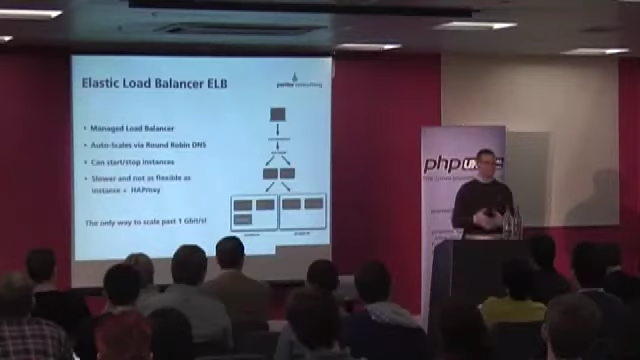 Elastic Load Balancer ELB
• Managed Load Balancer
• Auto-Scales via Round Robin DNS
• Can start/stop instances
• Slower and not as flexible as
instance + HAProxy
The only way to scale past 1 Gbit/s!
php